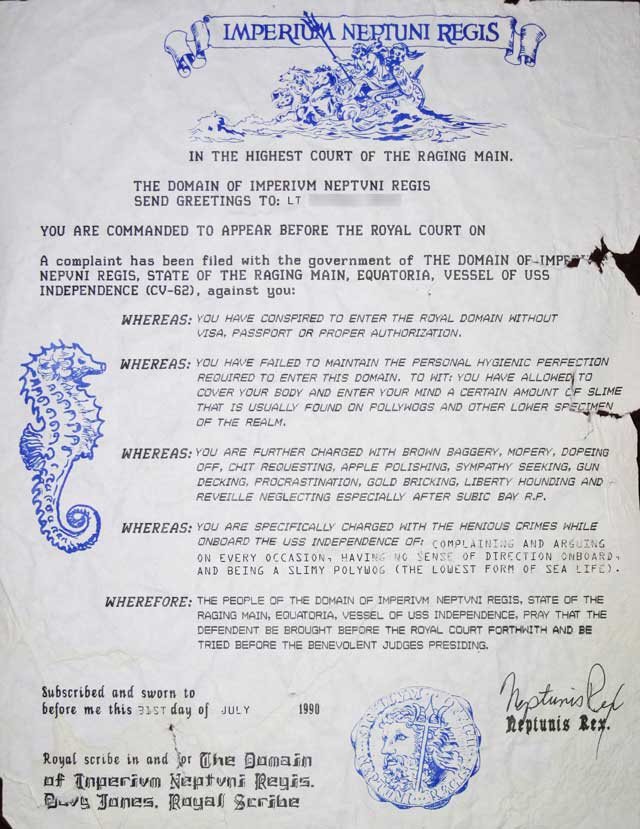 IMPERIUM NEPTUNI REGIS
IN THE HIGHEST COURT OF THE RAGING MAIN.
THE DOMAIN OF IMPERIVM NEPTVNI REGIS
SEND GREETINGS TO: LT
YOU ARE COMMANDED TO APPEAR BEFORE THE ROYAL COURT ON
A complaint has been filed with the government of THE DOMAIN OF
NEPVNI REGIS, STATE OF THE RAGING MAIN, EQUATORIA, VESSEL OF USS
INDEPENDENCE (CV-62), against you:
WHEREAS: YOU HAVE CONSPIRED TO ENTER THE ROYAL DOMAIN WITHOUT
VISA, PASSPORT OR PROPER AUTHORIZATION.
WHEREAS: YOU HAVE FAILED TO MAINTAIN THE PERSONAL HYGIENIC PERFECTION
REQUIRED TO ENTER THIS DOMAIN. TO WIT: YOU HAVE ALLOWED TO
COVER YOUR BODY AND ENTER YOUR MIND A CERTAIN AMOUNT OF SLIME
THAT IS USUALLY FOUND ON POLLYWOGS AND OTHER LOWER SPECIMEN
OF THE REALM.
WHEREAS: YOU ARE FURTHER CHARGED WITH BROWN BAGGERY, MOPERY, DOPEING
OFF, CHIT REQUESTING, APPLE POLISHING, SYMPATHY SEEKING, GUN
DECKING, PROCRASTINATION, GOLD BRICKING, LIBERTY HOUNDING AND
REVEILLE NEGLECTING ESPECIALLY AFTER SUBIC BAY R.P.
WHEREAS: YOU ARE SPECIFICALLY CHARGED WITH THE HENIOUS CRIMES WHILE
ONBOARD THE USS INDEPENDENCE OF: COMPLAINING AND ARGUING
ON EVERY OCCASION, HAVING NO SENSE OF DIRECTION ONBOARD,
AND BEING A SLIMY POLYWOG (THE LOWEST FORM OF SEA LIFE).
WHEREFORE: THE PEOPLE OF THE DOMAIN OF IMPERIVM NEPTVNI REGIS, STATE OF THE
RAGING MAIN, EQUATORIA, VESSEL OF USS INDEPENDENCE, PRAY THAT THE
DEFENDENT BE BROUGHT BEFORE THE ROYAL COURT FORTHWITH AND BE
TRIED BEFORE THE BENEVOLENT JUDGES PRESIDING.
Subscribed and sworn to
before me this 31ST day of JULY 1990
Neptunis Rex
Neptunis Rex.
Royal scribe in and for The Domain
of Imperivm Neptvni Regis.
Davy Jones, Royal Scribe